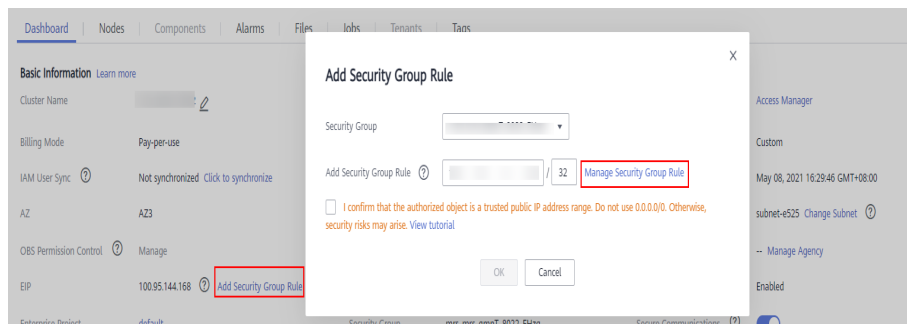 Dashboard Nodes Components Alarms Files Jobs Tenants Tags
X
Basic Information Learn more
Add Security Group Rule
Cluster Name
Access Manager
Security Group
Billing Mode Pay-per-use
Custom
IAM User Sync ? Not synchronized Click to synchronize
Add Security Group Rule ? / 32 Manage Security Group Rule
May 08, 2021 16:29:46 GMT+08:00
I confirm that the authorized object is a trusted public IP address range. Do not use 0.0.0.0/0. Otherwise,
security risks may arise. View tutorial
AZ AZ3
subnet-e525 Change Subnet ?
OBS Permission Control ? Manage
-- Manage Agency
OK Cancel
EIP 100.95.144.168 ? Add Security Group Rule
Enabled
Enterprise Project default Security Group Secure Communications ?